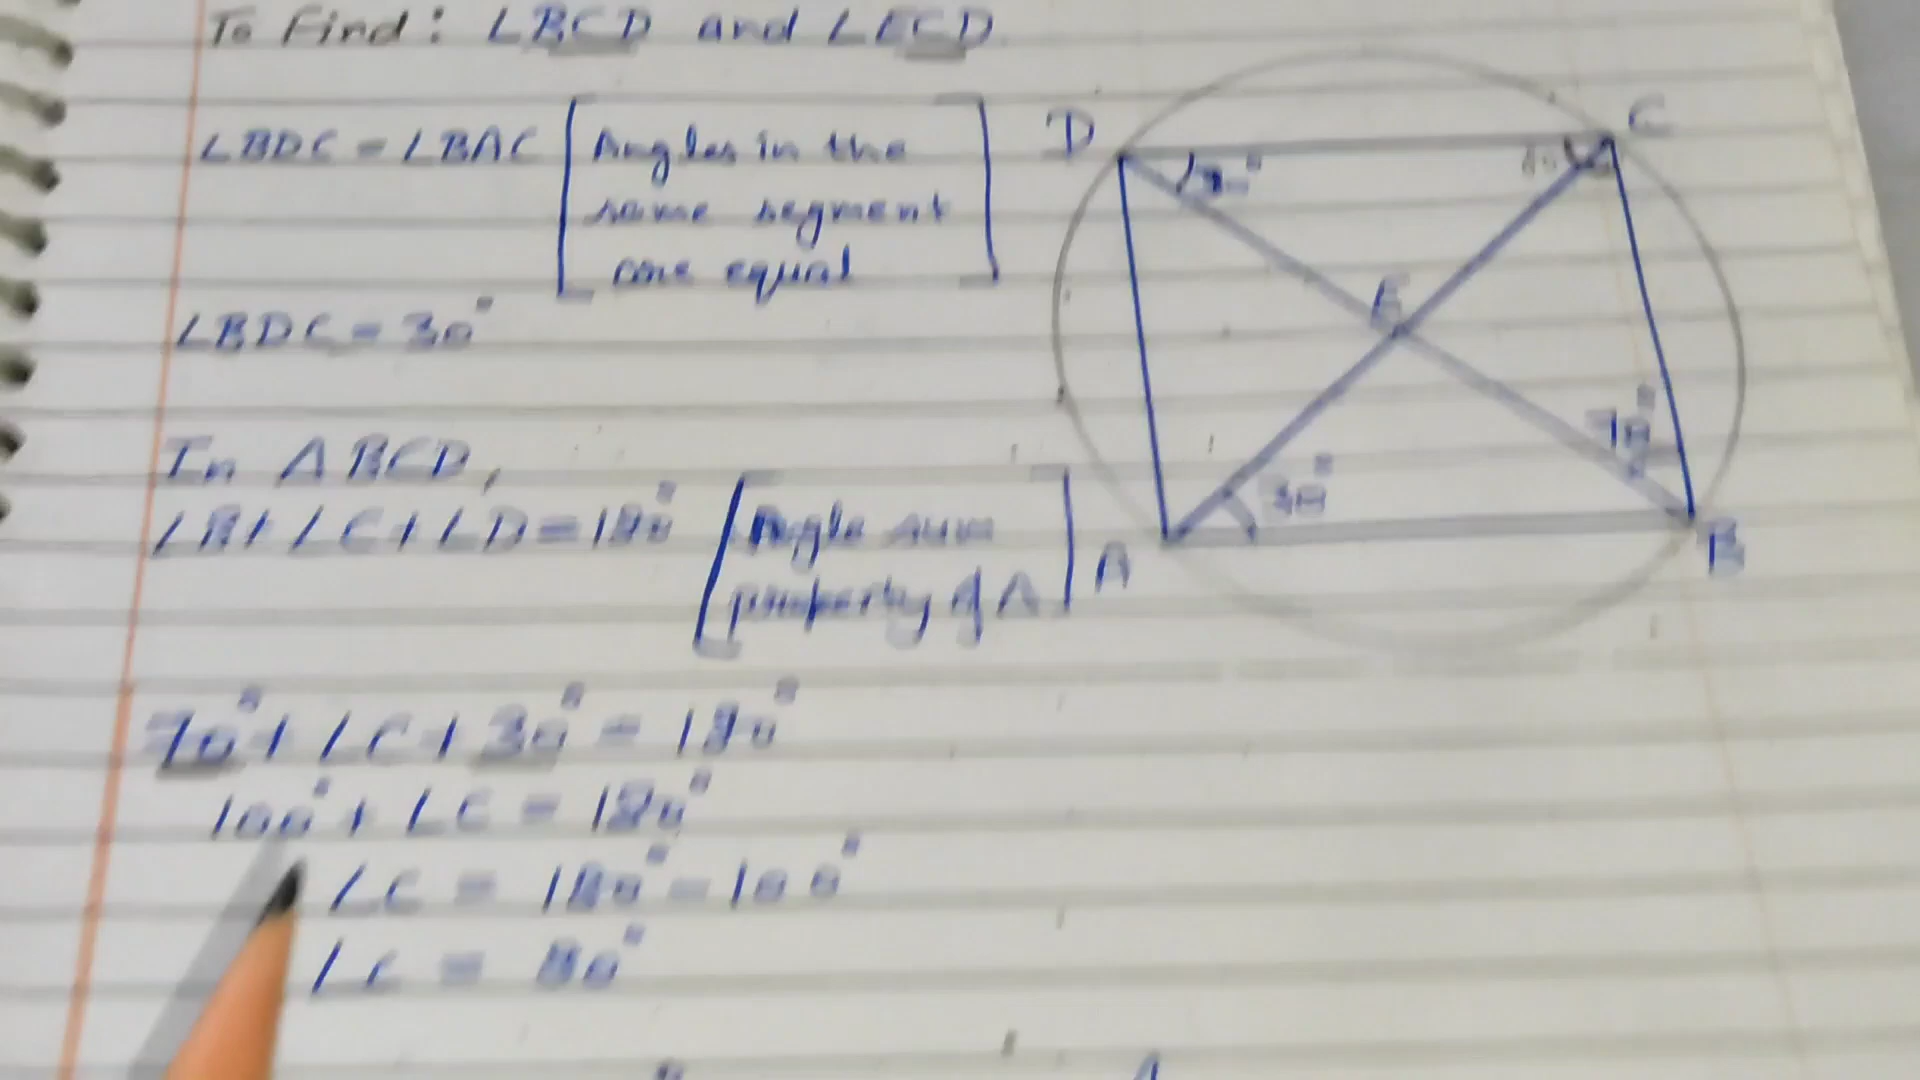 To Find: ∠BCD and ∠ECD
∠BDC = ∠BAC [Angles in the
same segment
are equal]
∠BDC = 30°
In Δ BCD,
∠B + ∠C + ∠D = 180° [Angle sum
property of Δ]
70° + ∠C + 30° = 180°
100° + ∠C = 180°
∠C = 180° - 100°
∠C = 80°
D
C
E
70°
30°
A
B